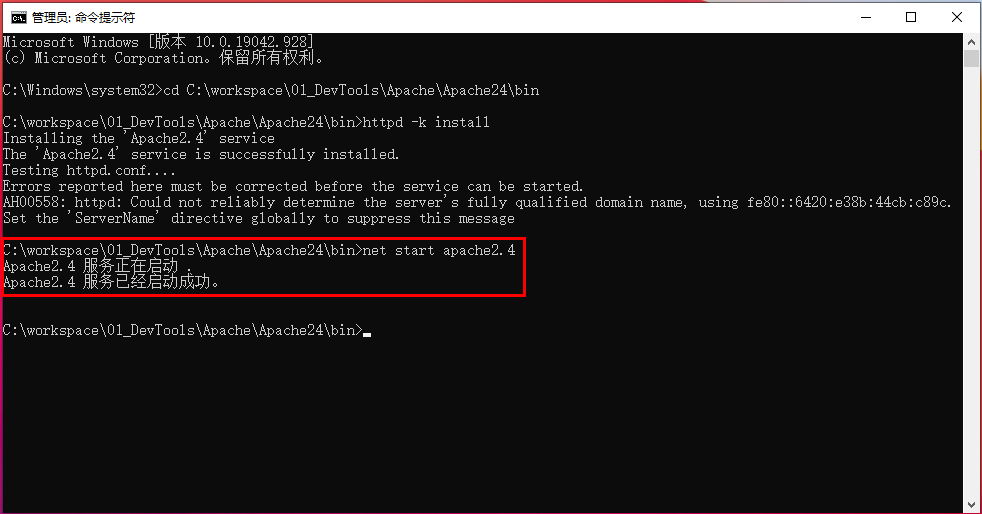 管理员: 命令提示符
Microsoft Windows [版本 10.0.19042.928]
(c) Microsoft Corporation。保留所有权利。
C:\Windows\system32>cd C:\workspace\01_DevTools\Apache\Apache24\bin
C:\workspace\01_DevTools\Apache\Apache24\bin>httpd -k install
Installing the 'Apache2.4' service
The 'Apache2.4' service is successfully installed.
Testing httpd.conf....
Errors reported here must be corrected before the service can be started.
AH00558: httpd: Could not reliably determine the server's fully qualified domain name, using fe80::6420:e38b:44cb:c89c.
Set the 'ServerName' directive globally to suppress this message
C:\workspace\01_DevTools\Apache\Apache24\bin>net start apache2.4
Apache2.4 服务正在启动 .
Apache2.4 服务已经启动成功。
C:\workspace\01_DevTools\Apache\Apache24\bin>